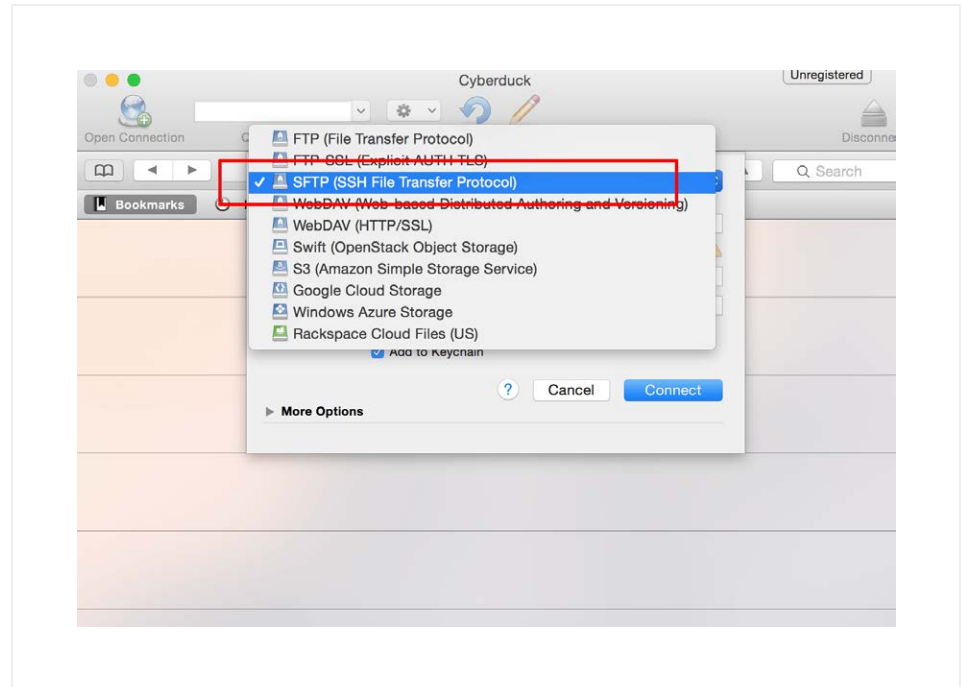 Cyberduck
Unregistered
Open Connection
Disconne
FTP (File Transfer Protocol)
FTP-SSL (Explicit AUTH TLS)
SFTP (SSH File Transfer Protocol)
Search
Bookmarks
WebDAV (Web-based Distributed Authoring and Versioning)
WebDAV (HTTP/SSL)
Swift (OpenStack Object Storage)
S3 (Amazon Simple Storage Service)
Google Cloud Storage
Windows Azure Storage
Rackspace Cloud Files (US)
Add to Keychain
? Cancel Connect
More Options